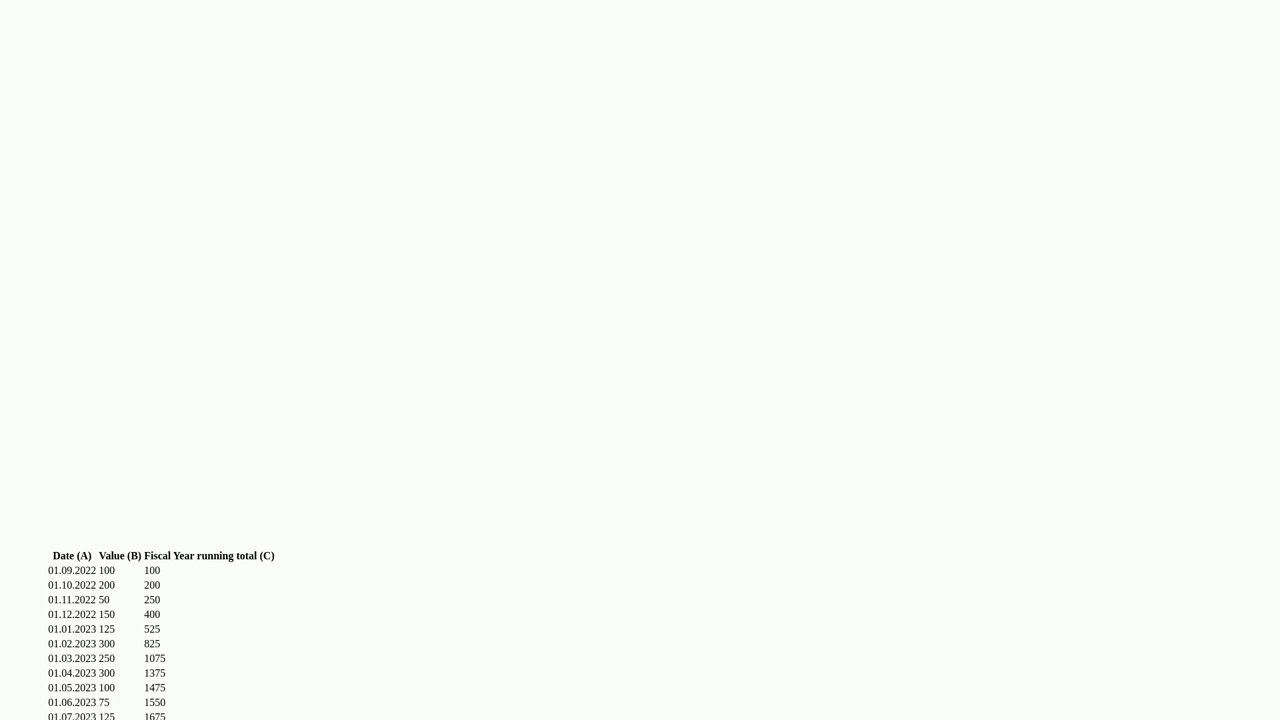 Date (A) Value (B) Fiscal Year running total (C)
01.09.2022 100 100
01.10.2022 200 200
01.11.2022 50 250
01.12.2022 150 400
01.01.2023 125 525
01.02.2023 300 825
01.03.2023 250 1075
01.04.2023 300 1375
01.05.2023 100 1475
01.06.2023 75 1550
01.07.2023 125 1675